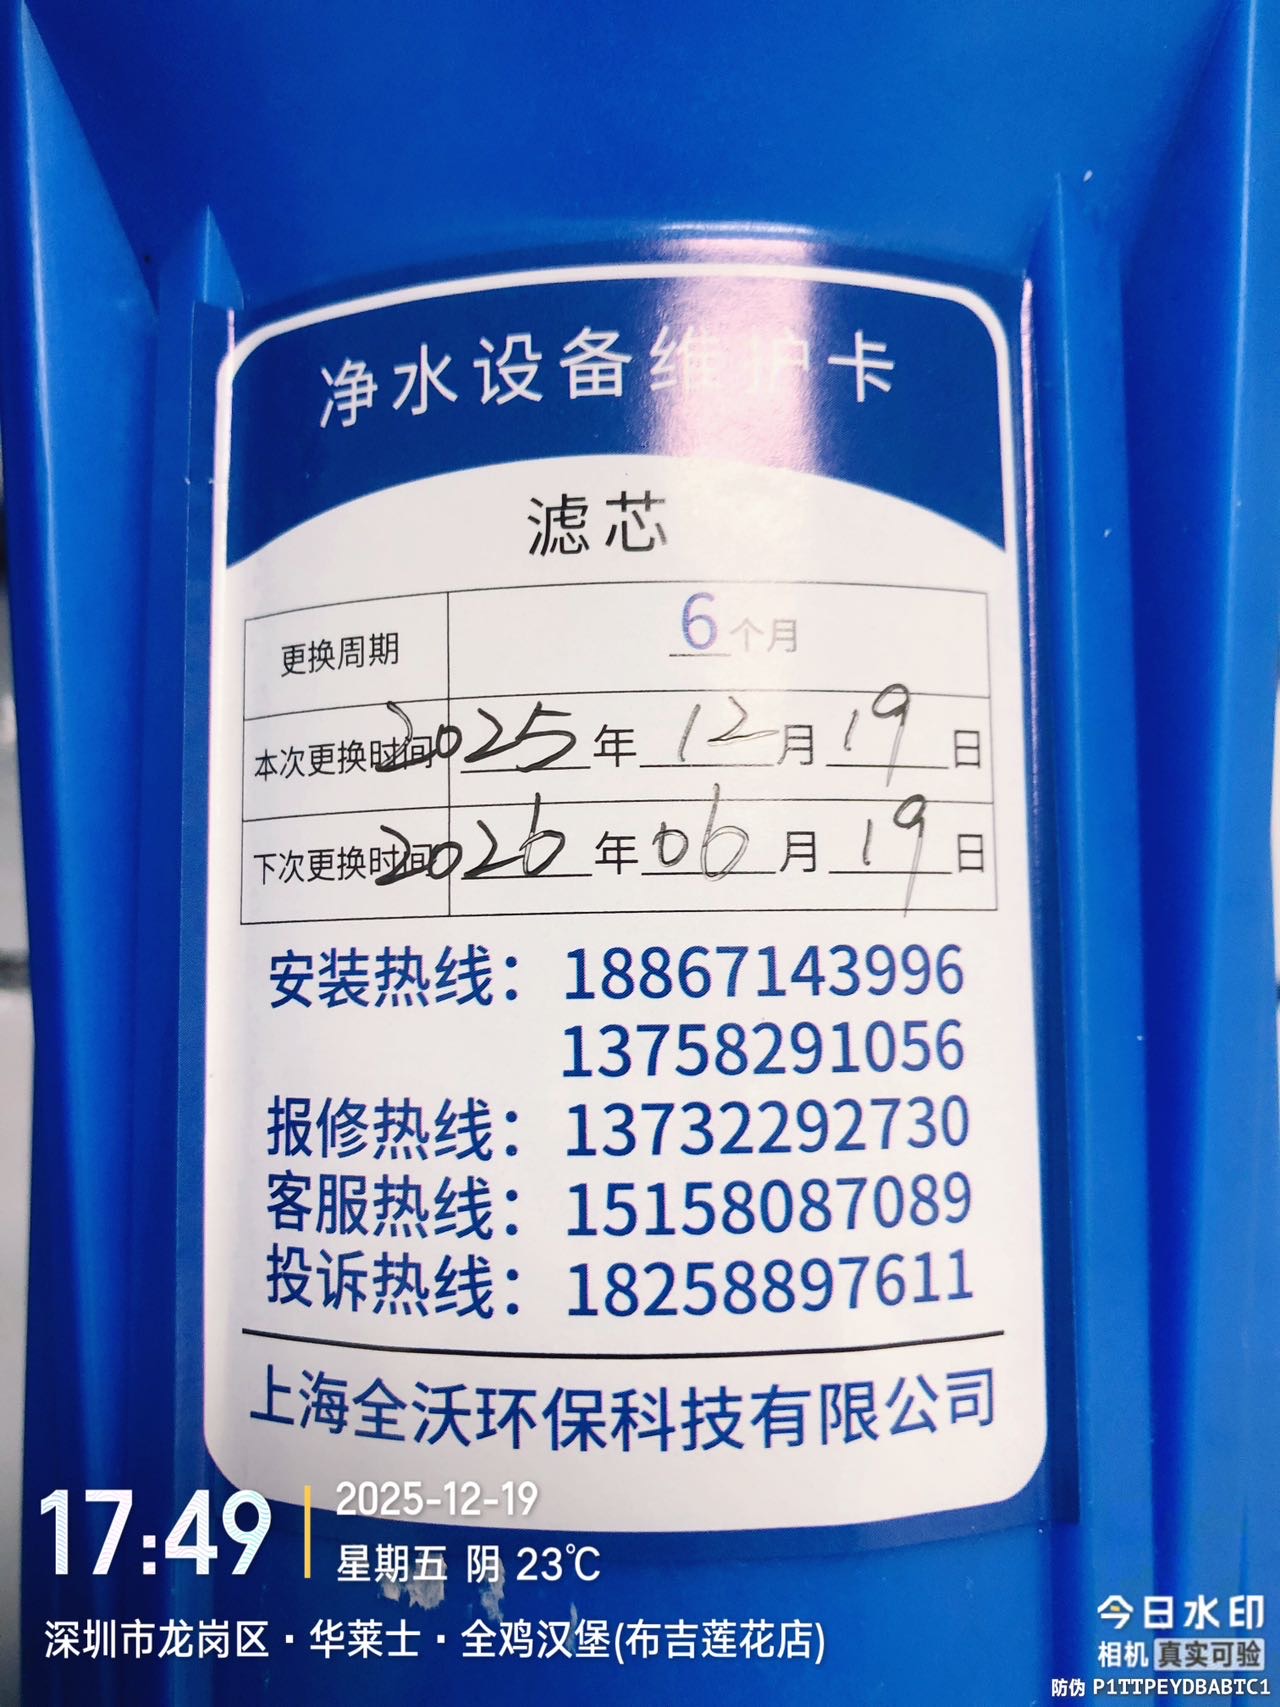 净水设备维护卡
滤芯
更换周期 6个月
本次更换时间 2025年12月19日
下次更换时间 2026年06月19日
安装热线：18867143996
13758291056
报修热线：13732292730
客服热线：15158087089
投诉热线：18258897611
上海全沃环保科技有限公司
17:49
2025-12-19
星期五 阴 23℃
深圳市龙岗区·华莱士·全鸡汉堡(布吉莲花店)
今日水印
相机 真实可验
防伪 P1TTPEYDBABTC1